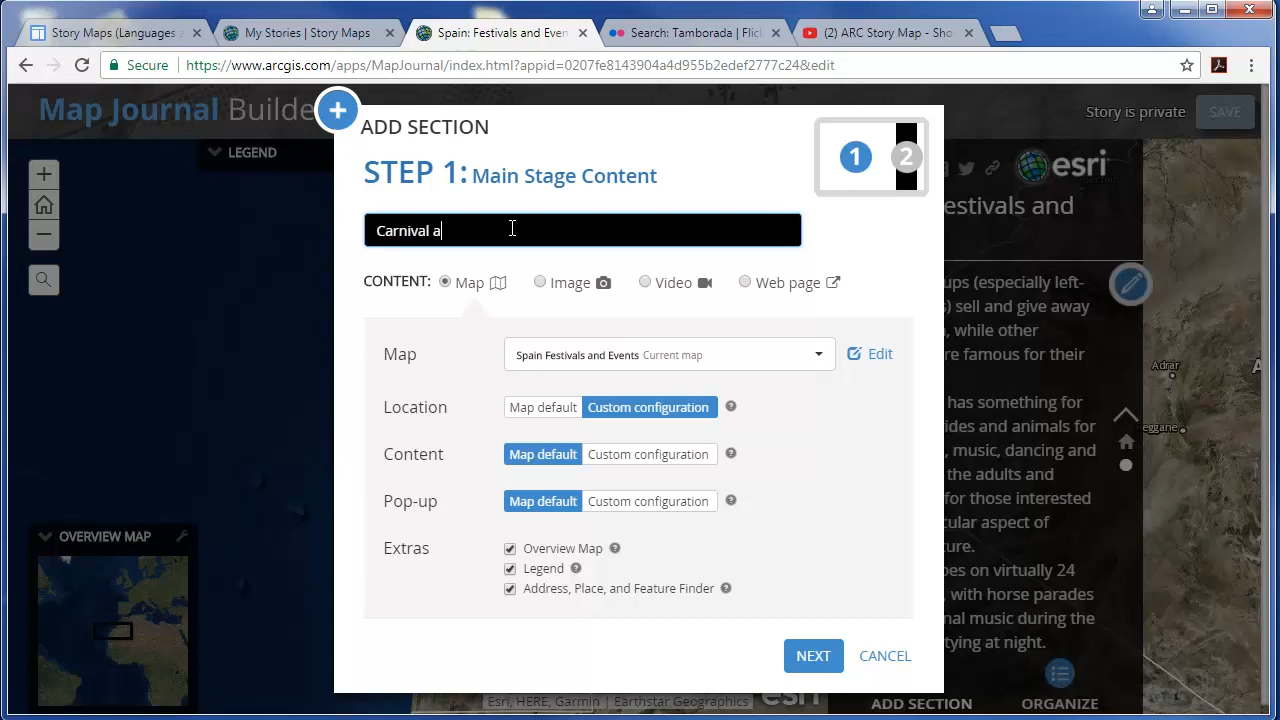 Story Maps (Languages a
My Stories | Story Maps
Spain: Festivals and Even
Search: Tamborada | Flic
(2) ARC Story Map - Sho
Secure
https://www.arcgis.com/apps/MapJournal/index.html?appid=0207fe8143904a4d955b2edef2777c24&edit
Map Journal Builde
Story is private
SAVE
LEGEND
ADD SECTION
STEP 1: Main Stage Content
1
2
Carnival a
CONTENT:
Map
Image
Video
Web page
Map
Spain Festivals and Events Current map
Edit
Location
Map default
Custom configuration
Content
Map default
Custom configuration
Pop-up
Map default
Custom configuration
Extras
Overview Map
Legend
Address, Place, and Feature Finder
NEXT
CANCEL
OVERVIEW MAP
esri
estivals and
ups (especially left-
) sell and give away
, while other
re famous for their
has something for
ides and animals for
, music, dancing and
the adults and
for those interested
cular aspect of
ure.
oes on virtually 24
, with horse parades
nal music during the
tying at night.
Adrar
eggane
A
Esri, HERE, Garmin | Earthstar Geographics
esri
ADD SECTION
ORGANIZE